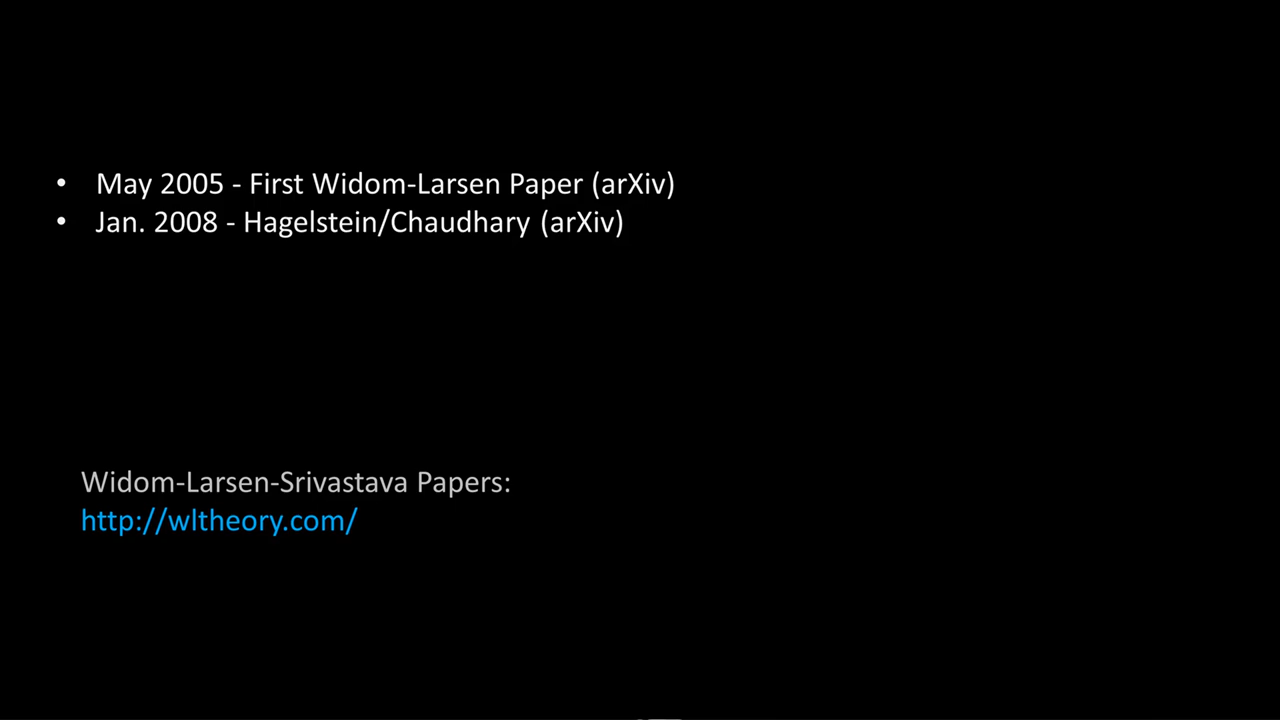 • May 2005 - First Widom-Larsen Paper (arXiv)
• Jan. 2008 - Hagelstein/Chaudhary (arXiv)
Widom-Larsen-Srivastava Papers:
http://wltheory.com/